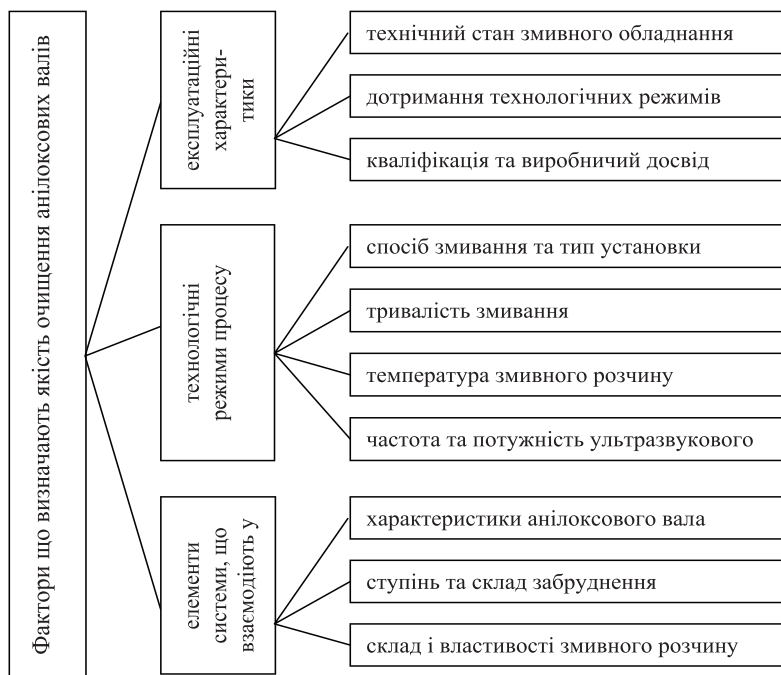 Фактори що визначають якість очищення анілоксових валів
експлуатаційні
характери-
тики
технічний стан змивного обладнання
дотримання технологічних режимів
кваліфікація та виробничий досвід
технологічні
режими процесу
спосіб змивання та тип установки
тривалість змивання
температура змивного розчину
частота та потужність ультразвукового
елементи
системи, що
взаємодіють у
характеристики анілоксового вала
ступінь та склад забруднення
склад і властивості змивного розчину